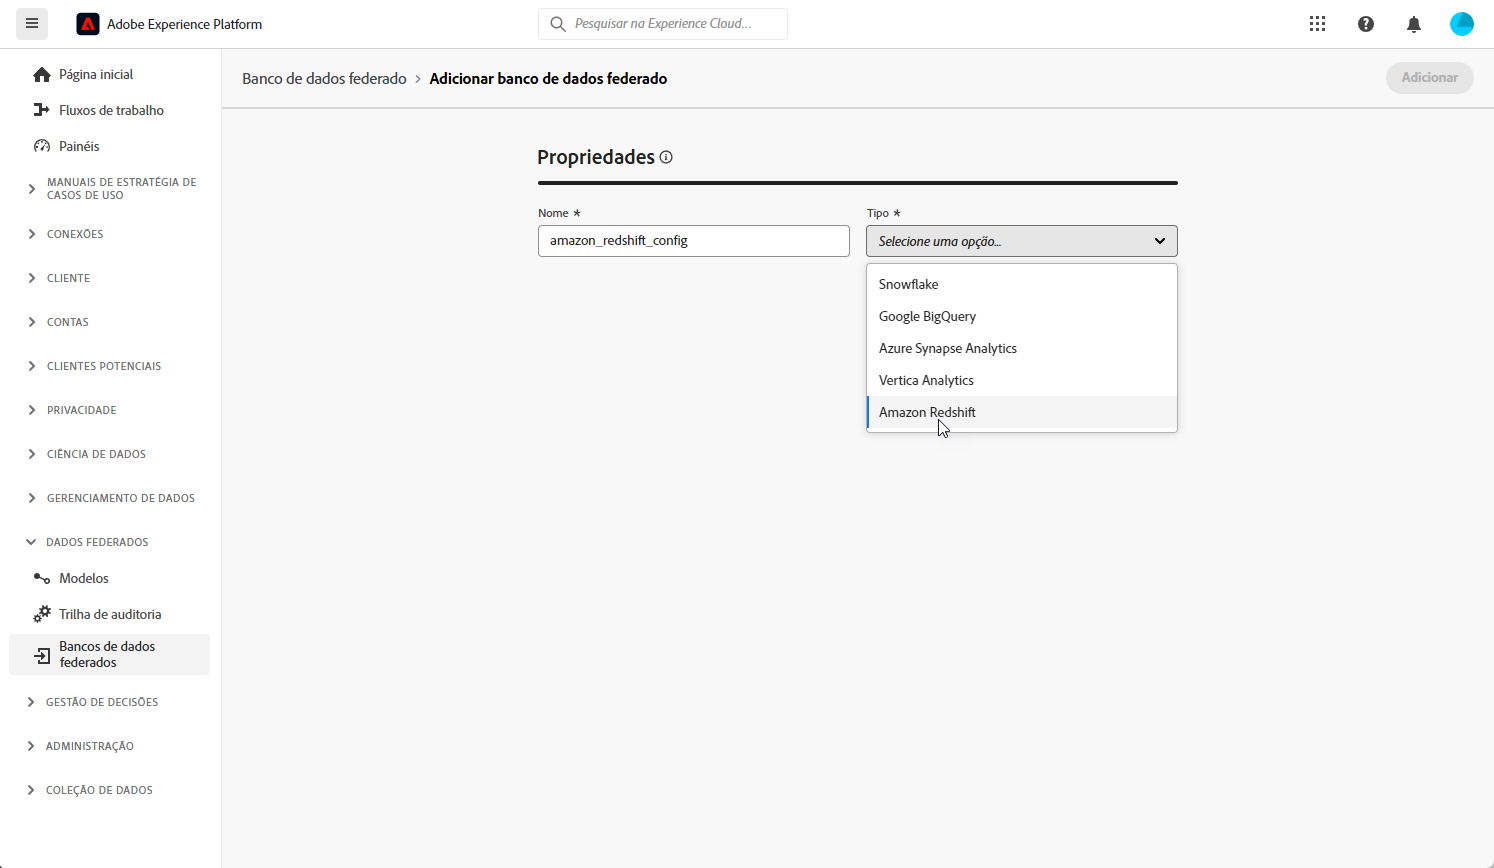 Adobe Experience Platform
Pesquisar na Experience Cloud...
Página inicial
Fluxos de trabalho
Painéis
MANUAIS DE ESTRATÉGIA DE
CASOS DE USO
CONEXÕES
CLIENTE
CONTAS
CLIENTES POTENCIAIS
PRIVACIDADE
CIÊNCIA DE DADOS
GERENCIAMENTO DE DADOS
DADOS FEDERADOS
Modelos
Trilha de auditoria
Bancos de dados
federados
GESTÃO DE DECISÕES
ADMINISTRAÇÃO
COLEÇÃO DE DADOS
Banco de dados federado > Adicionar banco de dados federado
Adicionar
Propriedades
Nome *
amazon_redshift_config
Tipo *
Selecione uma opção...
Snowflake
Google BigQuery
Azure Synapse Analytics
Vertica Analytics
Amazon Redshift